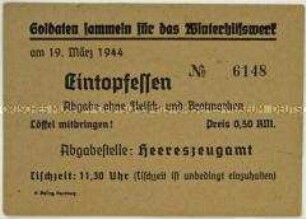 Soldaten sammeln für das Winterhilfswerk
am 19. März 1944
№ 6148
Eintopfessen
Abgabe ohne Fleisch- und Brotmarken
Löffel mitbringen! Preis 0,50 RM.
Abgabestelle: Heereszeugamt
Tischzeit: 11,30 Uhr (Tischzeit ist unbedingt einzuhalten)